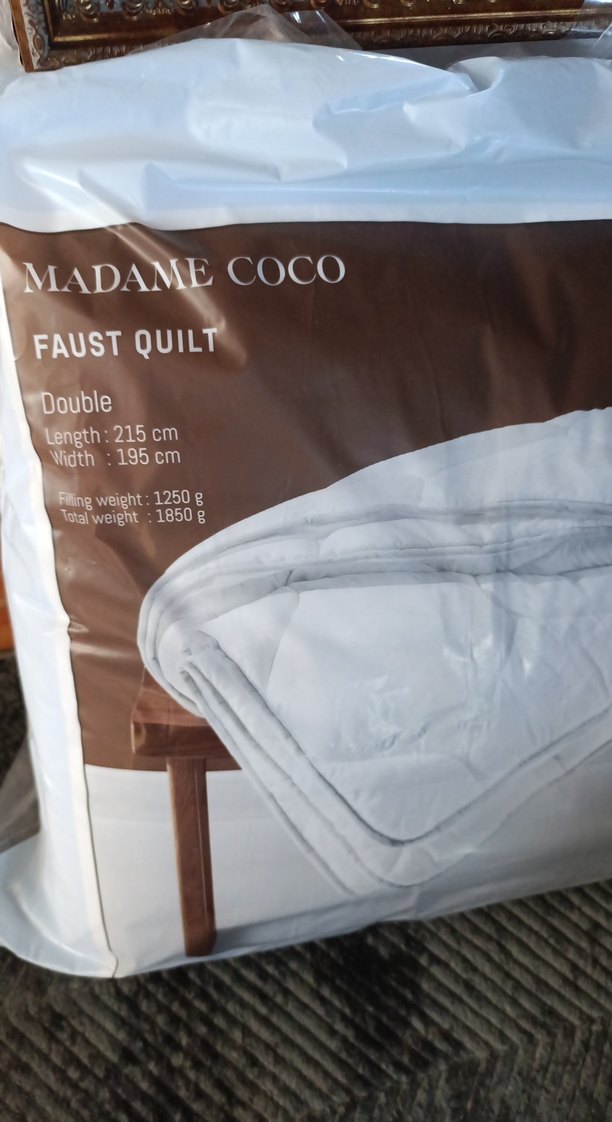 MADAME COCO
FAUST QUILT
Double
Length : 215 cm
Width : 195 cm
Filling weight : 1250 g
Total weight : 1850 g